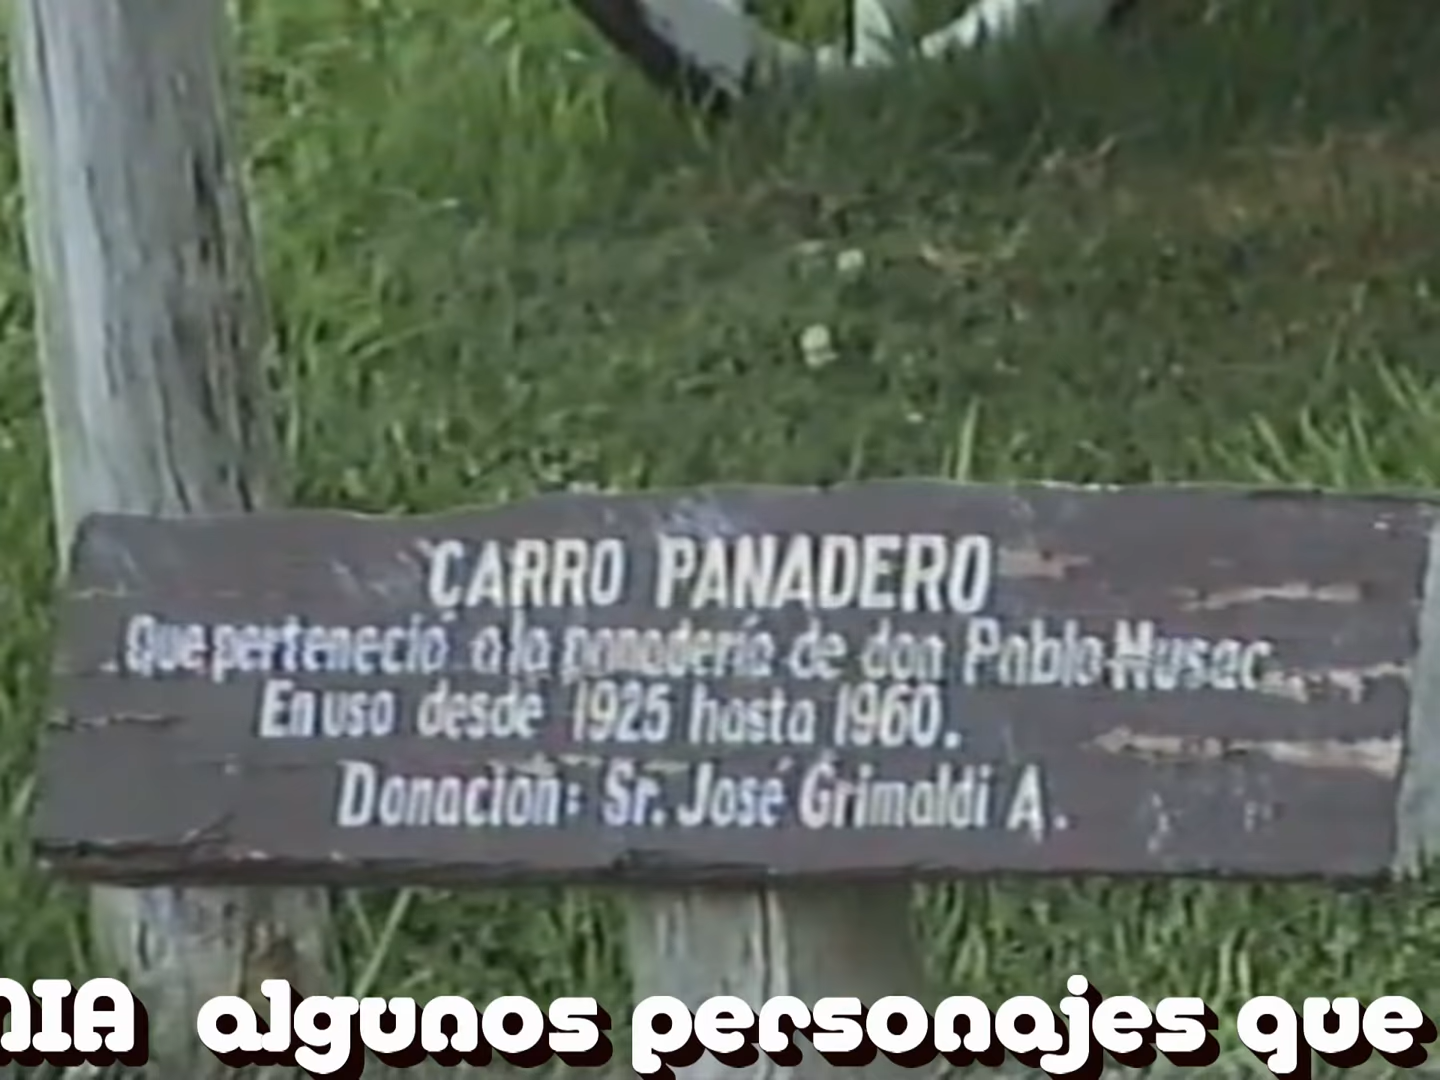 CARRO PANADERO
Que perteneció a la panadería de don Pablo Musac
En uso desde 1925 hasta 1960.
Donación: Sr. José Grimaldi A.
NIA algunos personajes que